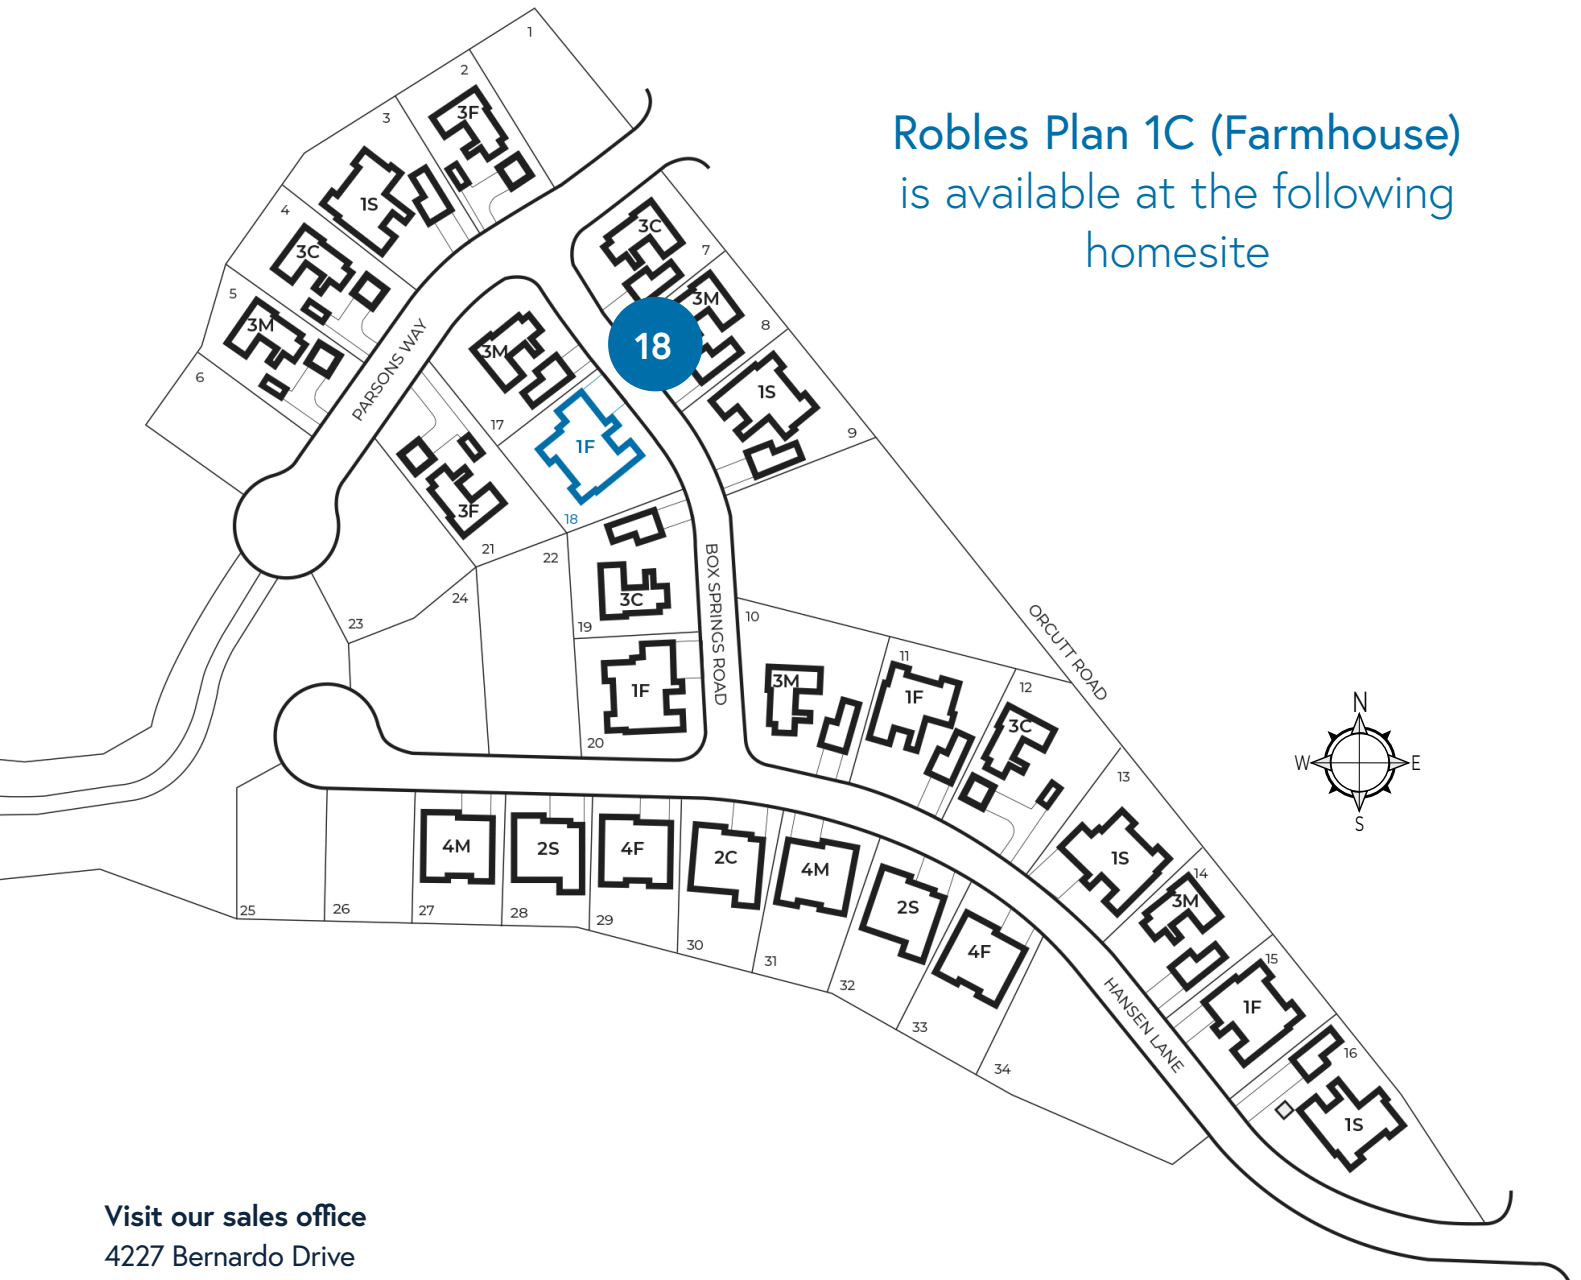 Robles Plan 1C (Farmhouse)
is available at the following
homesite
1
2
3F
3
1S
4
3C
5
3M
6
PARSONS WAY
3C
7
3M
8
18
1S
9
3M
17
1F
18
3F
21
22
3C
19
24
23
BOX SPRINGS ROAD
1F
20
ORCUTT ROAD
10
3M
11
1F
12
3C
13
1S
14
3M
15
1F
16
1S
HANSEN LANE
N
W
E
S
4M
2S
4F
2C
4M
2S
4F
25
26
27
28
29
30
31
32
33
34
Visit our sales office
4227 Bernardo Drive